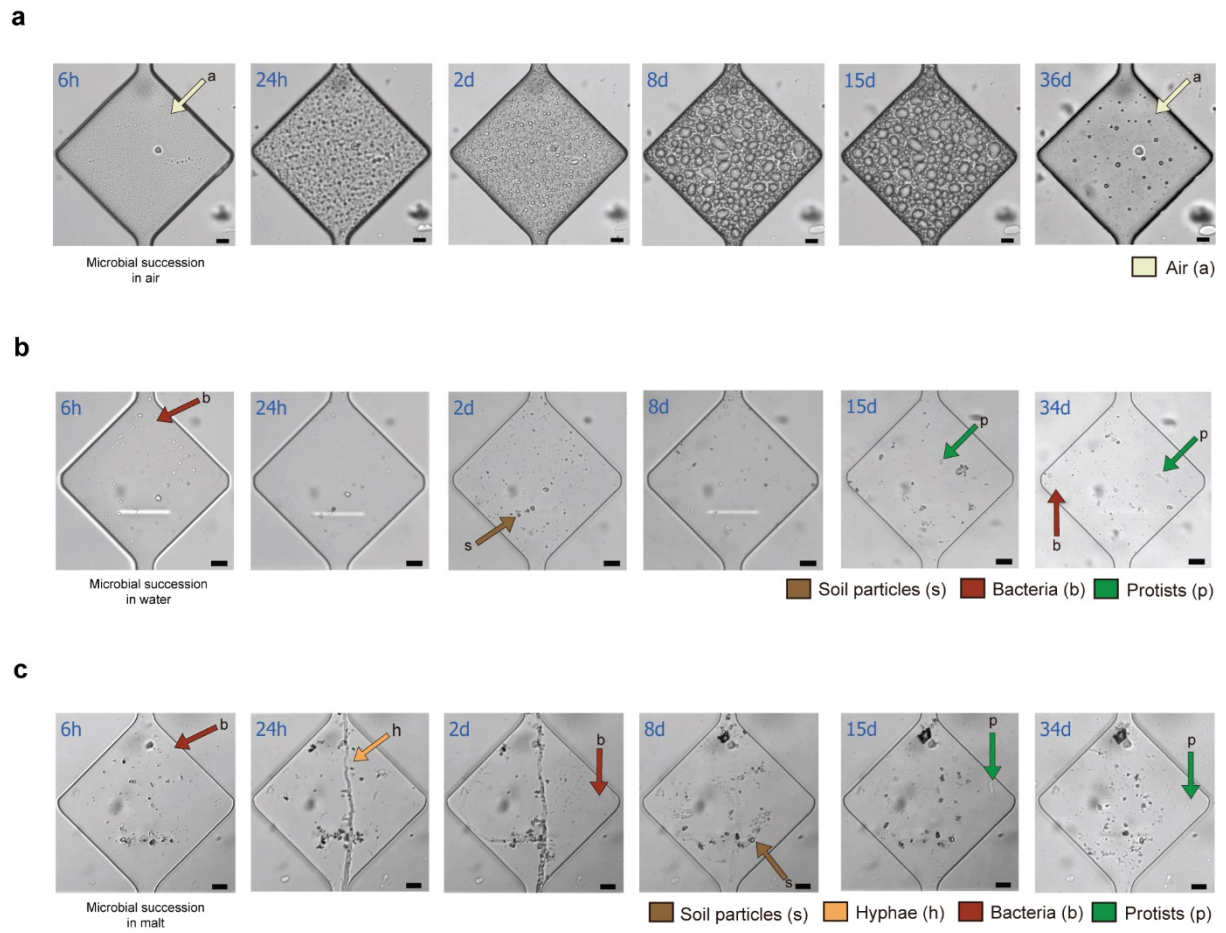 a
6h
a
24h
2d
8d
15d
36d
a
Microbial succession
in air
Air (a)
b
6h
b
24h
2d
s
8d
15d
p
34d
p
b
Microbial succession
in water
Soil particles (s)
Bacteria (b)
Protists (p)
c
6h
b
24h
h
2d
b
8d
s
15d
p
34d
p
Microbial succession
in malt
Soil particles (s)
Hyphae (h)
Bacteria (b)
Protists (p)